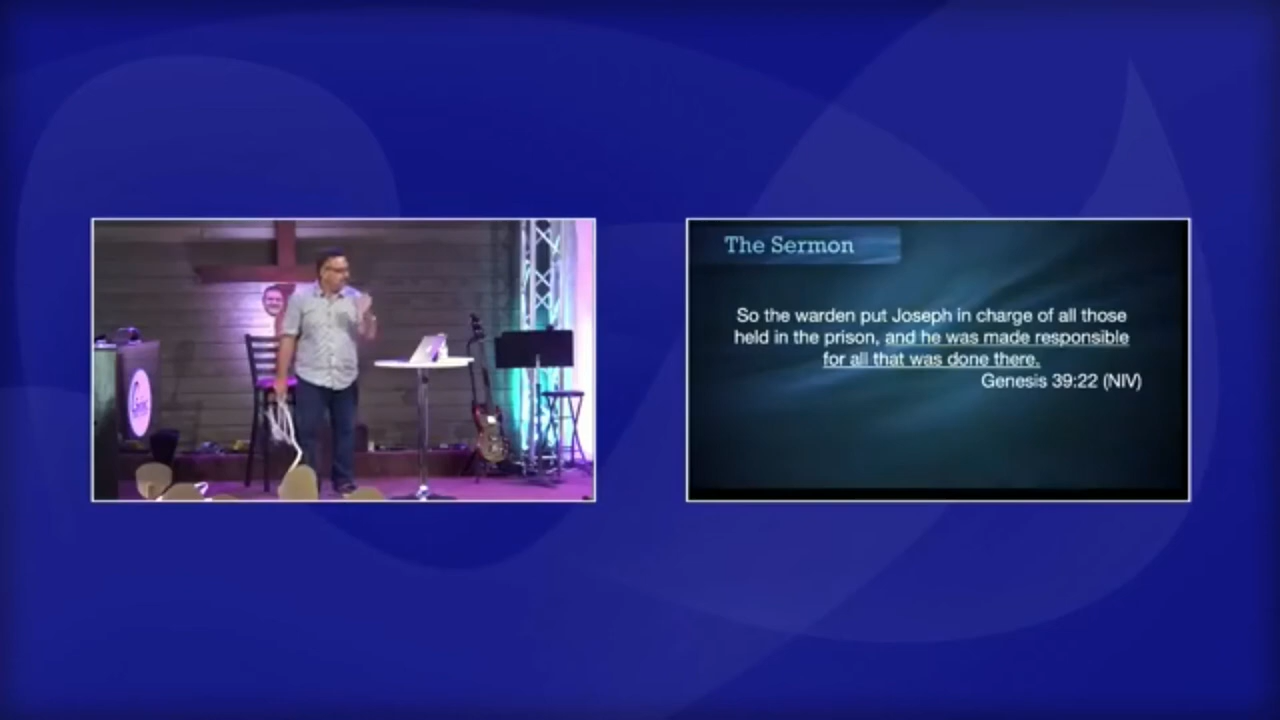 The Sermon
So the warden put Joseph in charge of all those
held in the prison, and he was made responsible
for all that was done there.
Genesis 39:22 (NIV)